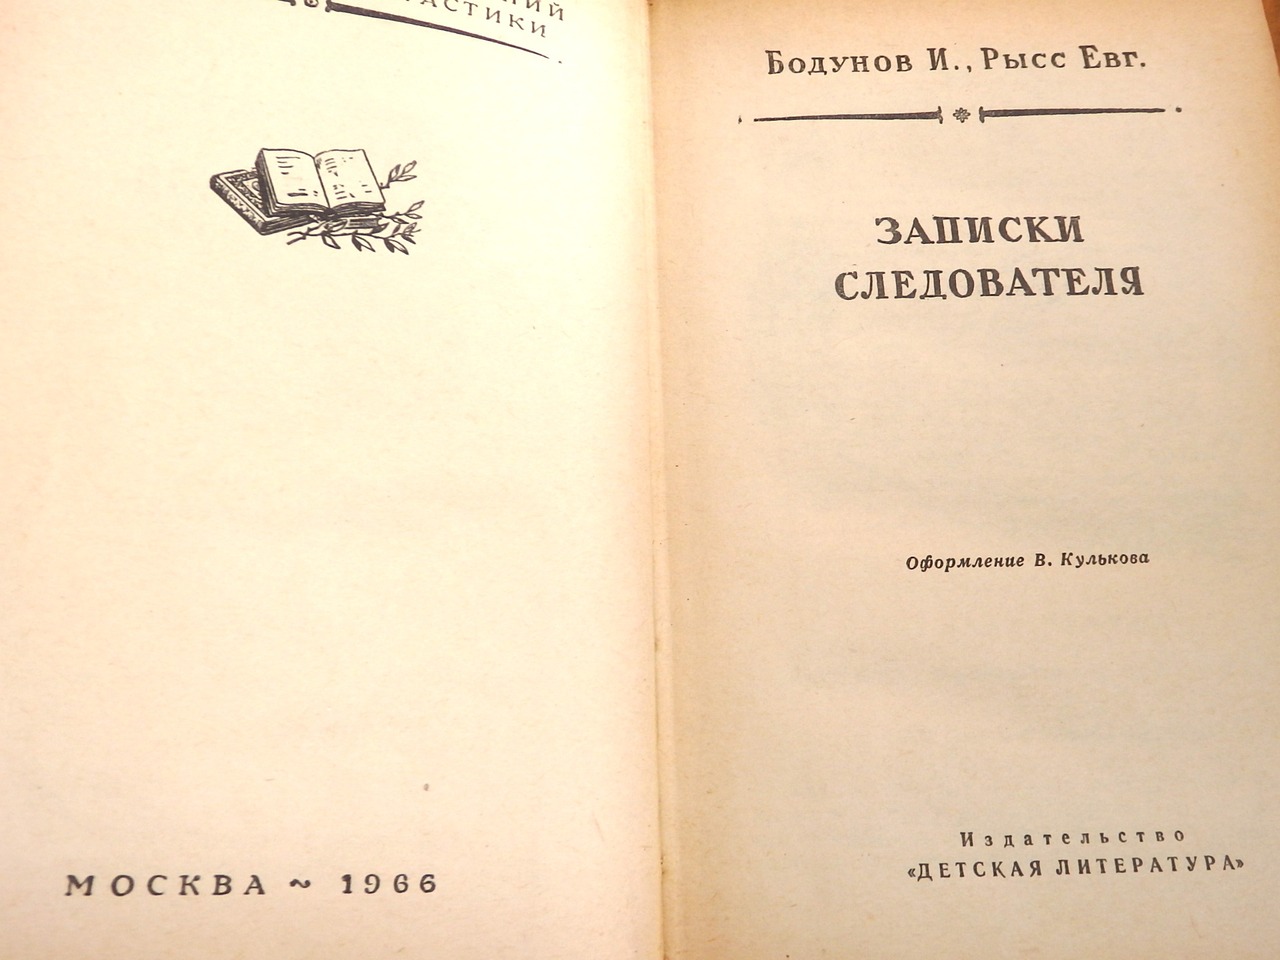 МОСКВА ~ 1966
Бодунов И., Рысс Евг.
ЗАПИСКИ
СЛЕДОВАТЕЛЯ
Оформление В. Кулькова
Издательство
«ДЕТСКАЯ ЛИТЕРАТУРА»